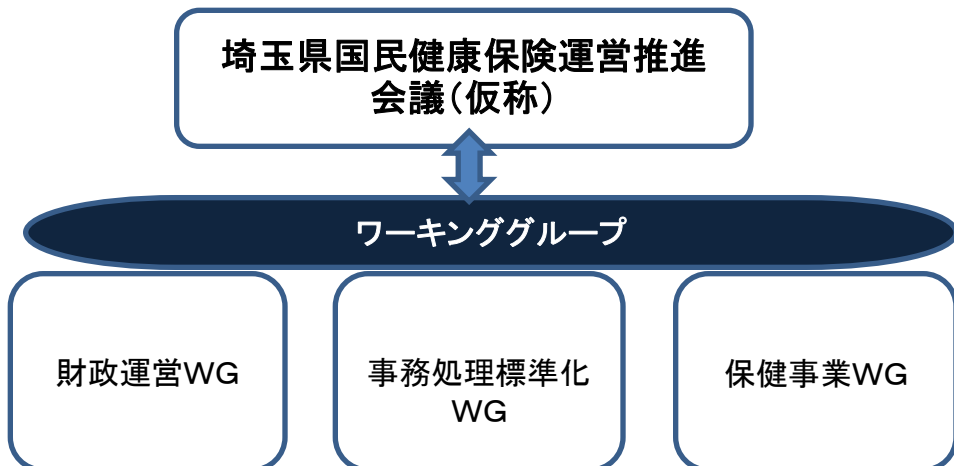 埼玉県国民健康保険運営推進
会議（仮称）
ワーキンググループ
財政運営WG
事務処理標準化
WG
保健事業WG